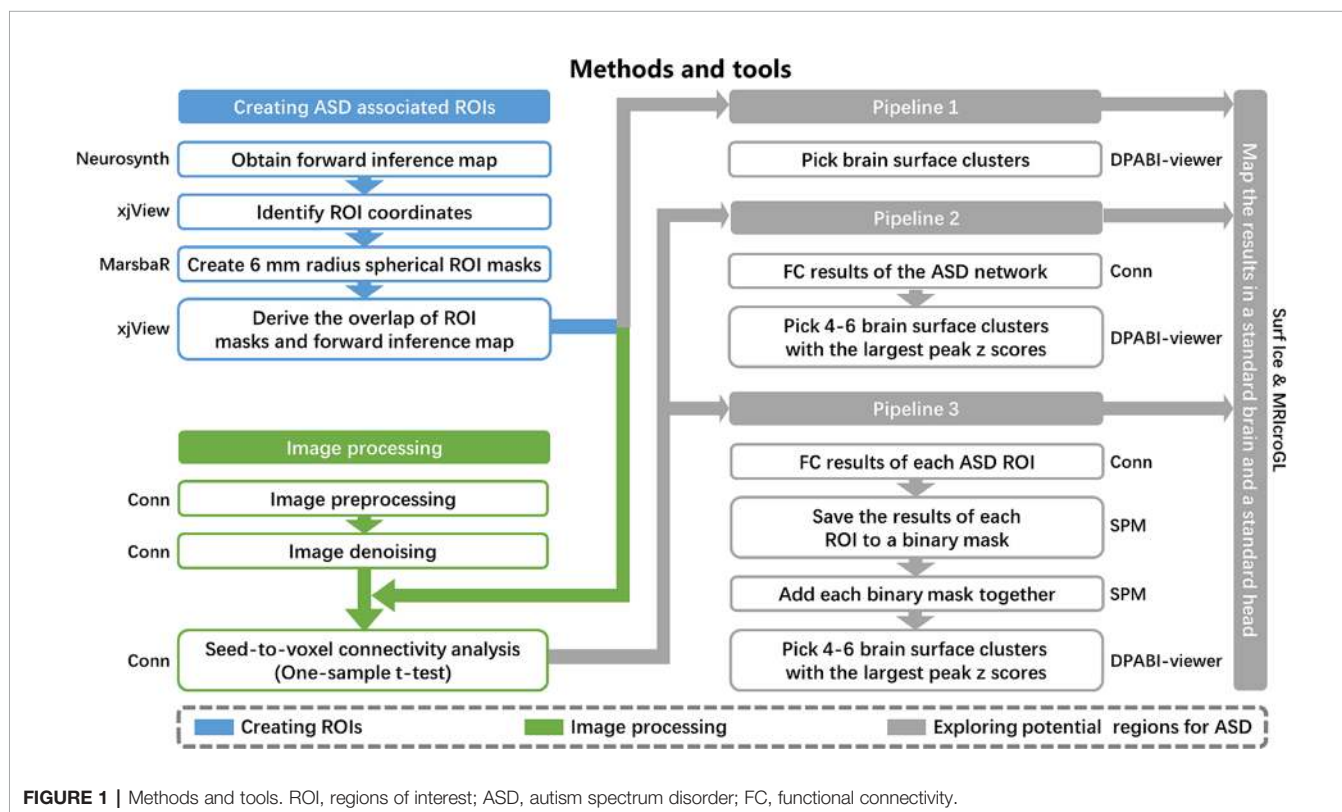 Methods and tools
Creating ASD associated ROIs
Neurosynth
Obtain forward inference map
xjView
Identify ROI coordinates
MarsbaR
Create 6 mm radius spherical ROI masks
xjView
Derive the overlap of ROI
masks and forward inference map
Image processing
Conn
Image preprocessing
Conn
Image denoising
Conn
Seed-to-voxel connectivity analysis
(One-sample t-test)
Pipeline 1
Pick brain surface clusters
DPABI-viewer
Pipeline 2
FC results of the ASD network
Conn
Pick 4-6 brain surface clusters
with the largest peak z scores
DPABI-viewer
Pipeline 3
FC results of each ASD ROI
Conn
Save the results of each
ROI to a binary mask
SPM
Add each binary mask together
SPM
Pick 4-6 brain surface clusters
with the largest peak z scores
DPABI-viewer
Map the results in a standard brain and a standard head
Surf Ice & MRIcroGL
Creating ROIs
Image processing
Exploring potential regions for ASD
FIGURE 1 | Methods and tools. ROI, regions of interest; ASD, autism spectrum disorder; FC, functional connectivity.